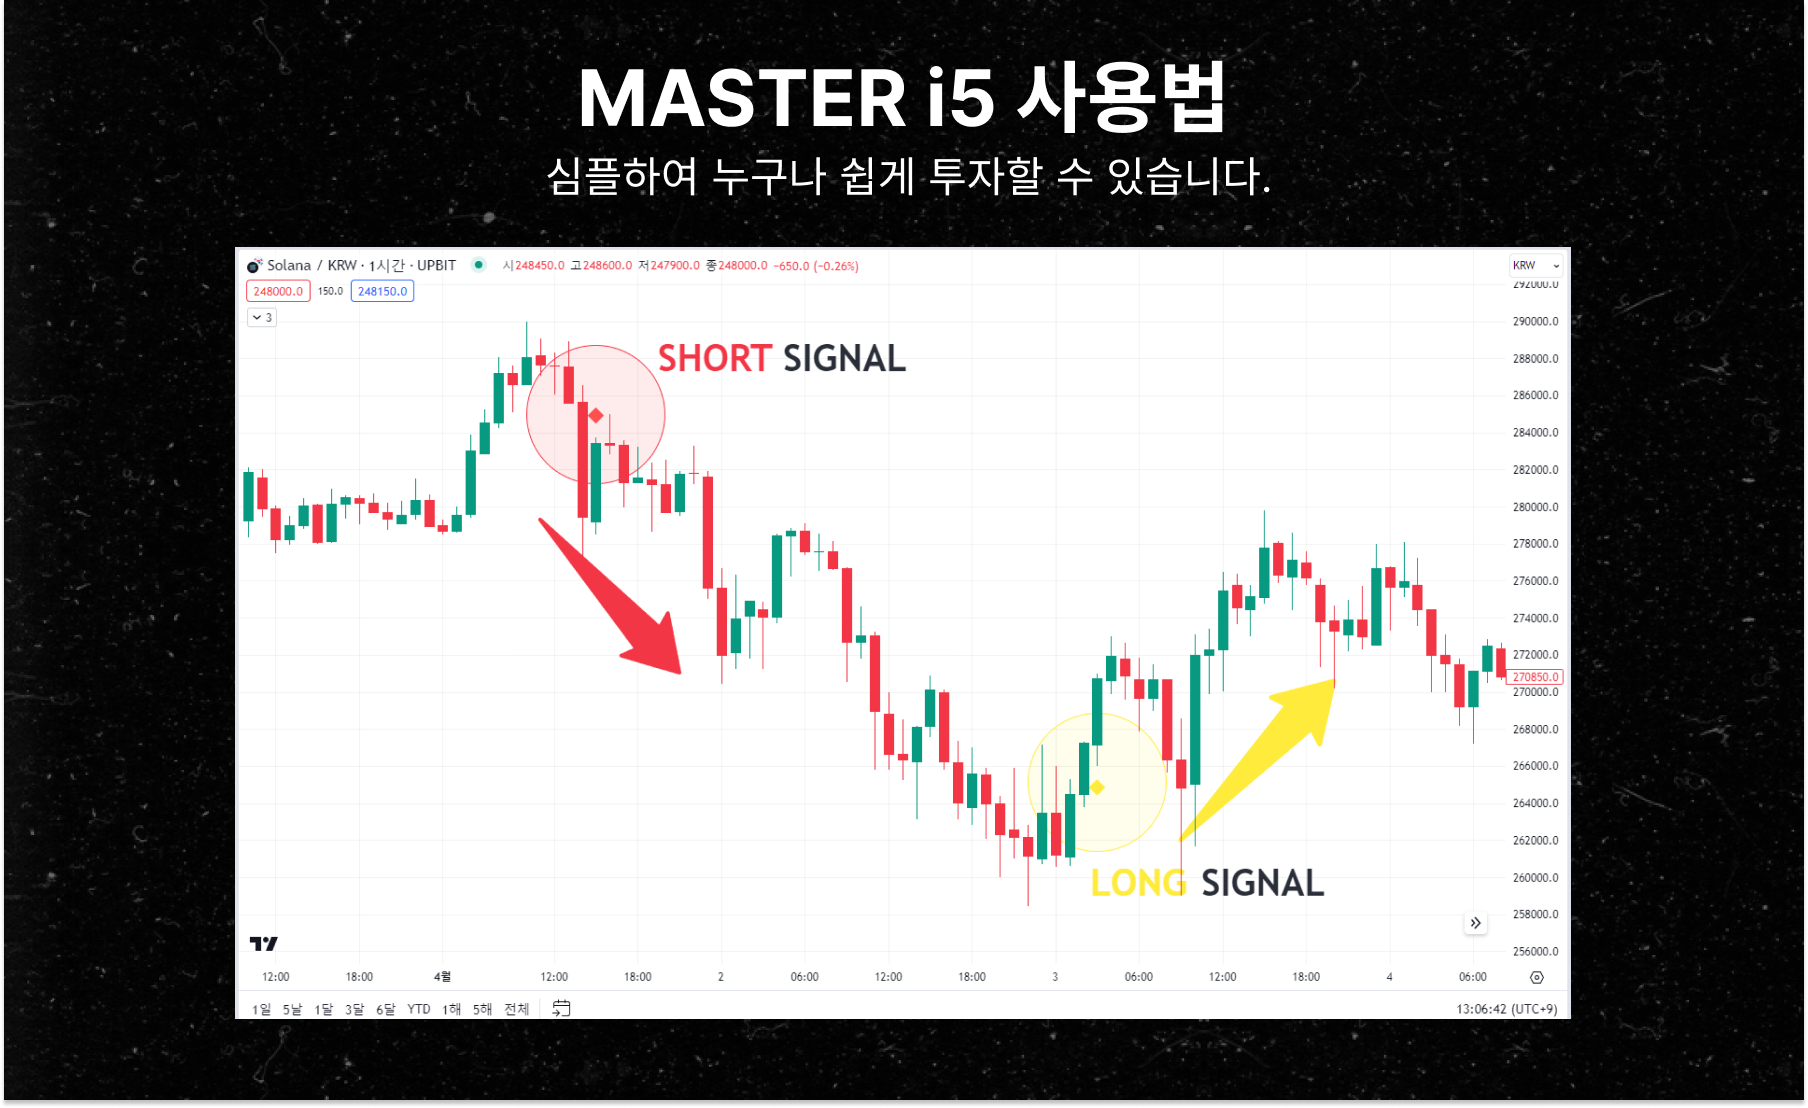 MASTER i5 사용법
심플하여 누구나 쉽게 투자할 수 있습니다.
Solana / KRW · 1시간 · UPBIT 시248450.0 고248600.0 저247900.0 종248000.0 −650.0 (−0.26%)
KRW
248000.0 150.0 248150.0
3
292000.0
290000.0
288000.0
286000.0
284000.0
282000.0
280000.0
278000.0
276000.0
274000.0
272000.0
270850.0
270000.0
268000.0
266000.0
264000.0
262000.0
260000.0
258000.0
256000.0
SHORT SIGNAL
LONG SIGNAL
12:00 18:00 4월 12:00 18:00 2 06:00 12:00 18:00 3 06:00 12:00 18:00 4 06:00
1일 5날 1달 3달 6달 YTD 1해 5해 전체
13:06:42 (UTC+9)